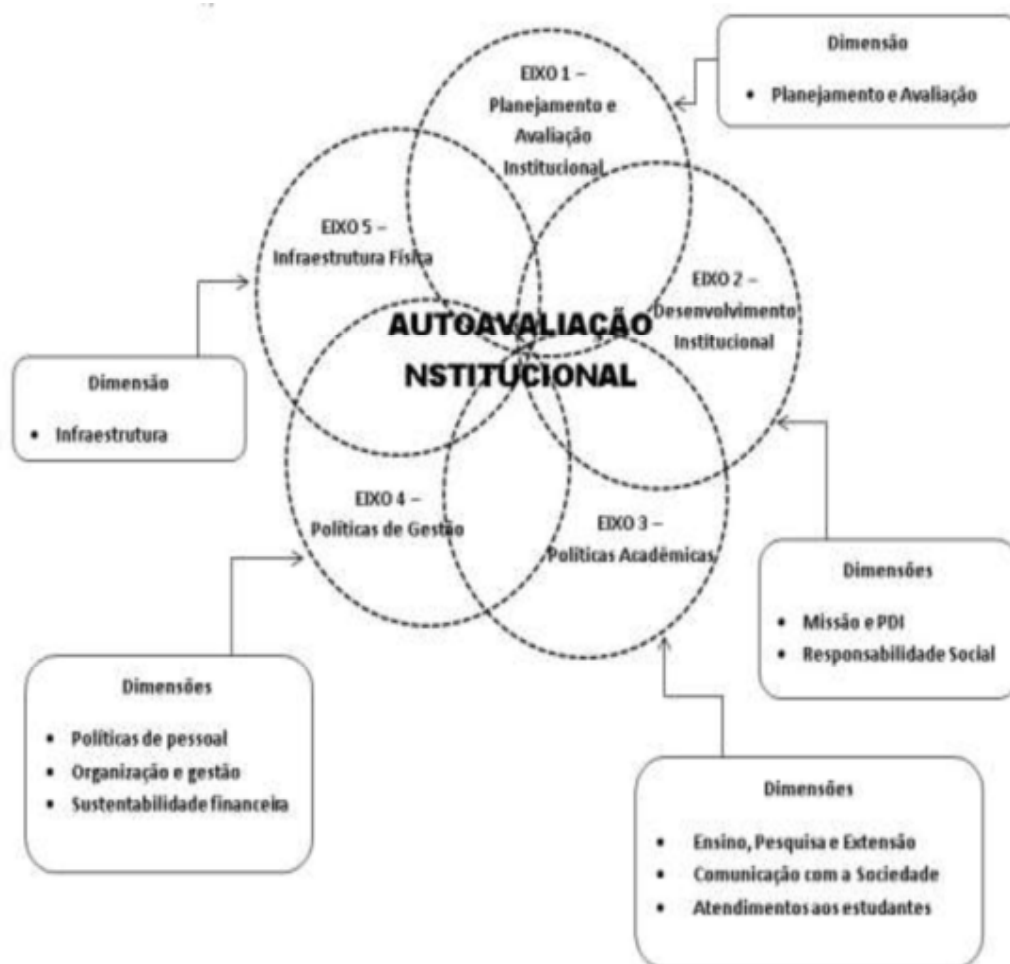 EIXO 1 –
Planejamento e
Avaliação
Institucional
Dimensão
• Planejamento e Avaliação
EIXO 5 –
Infraestrutura Física
EIXO 2 –
Desenvolvimento
Institucional
AUTOAVALIAÇÃO
NSTITUCIONAL
Dimensão
• Infraestrutura
EIXO 4 –
Políticas de Gestão
EIXO 3 –
Políticas Acadêmicas
Dimensões
• Missão e PDI
• Responsabilidade Social
Dimensões
• Políticas de pessoal
• Organização e gestão
• Sustentabilidade financeira
Dimensões
• Ensino, Pesquisa e Extensão
• Comunicação com a Sociedade
• Atendimentos aos estudantes